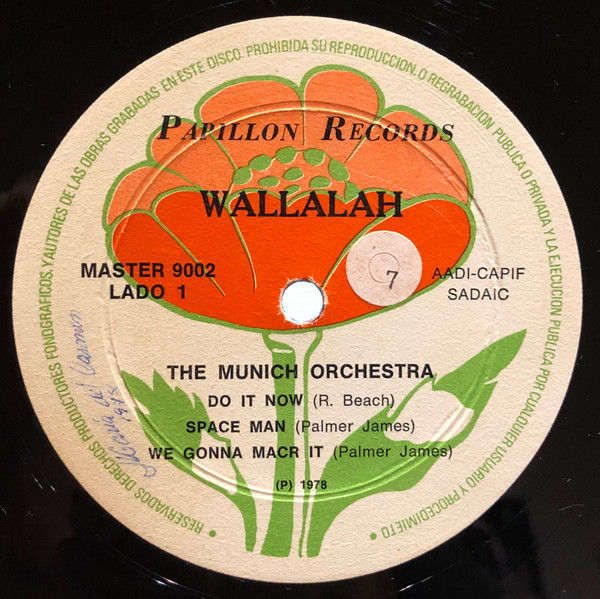 RESERVADOS DERECHOS PRODUCTORES FONOGRAFICOS, Y AUTORES DE LAS OBRAS GRABADAS EN ESTE DISCO. PROHIBIDA SU REPRODUCCION, O REGRABACION PUBLICA O PRIVADA Y LA EJECUCION PUBLICA POR CUALQUIER USUARIO Y PROCEDIMIETO
PAPILLON RECORDS
WALLALAH
MASTER 9002
LADO 1
7
AADI-CAPIF
SADAIC
THE MUNICH ORCHESTRA
DO IT NOW (R. Beach)
SPACE MAN (Palmer James)
WE GONNA MACR IT (Palmer James)
(P) 1978